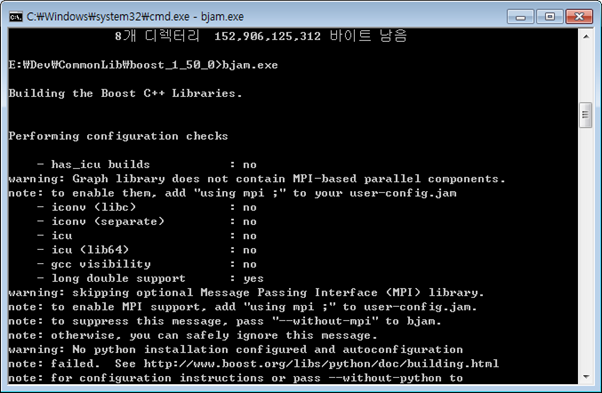 C:₩Windows₩system32₩cmd.exe - bjam.exe
8개 디렉터리  152,906,125,312 바이트 남음
E:₩Dev₩CommonLib₩boost_1_50_0>bjam.exe
Building the Boost C++ Libraries.
Performing configuration checks
    - has_icu builds           : no
warning: Graph library does not contain MPI-based parallel components.
note: to enable them, add "using mpi ;" to your user-config.jam
    - iconv (libc)             : no
    - iconv (separate)         : no
    - icu                      : no
    - icu (lib64)              : no
    - gcc visibility           : no
    - long double support      : yes
warning: skipping optional Message Passing Interface (MPI) library.
note: to enable MPI support, add "using mpi ;" to user-config.jam.
note: to suppress this message, pass "--without-mpi" to bjam.
note: otherwise, you can safely ignore this message.
warning: No python installation configured and autoconfiguration
note: failed.  See http://www.boost.org/libs/python/doc/building.html
note: for configuration instructions or pass --without-python to